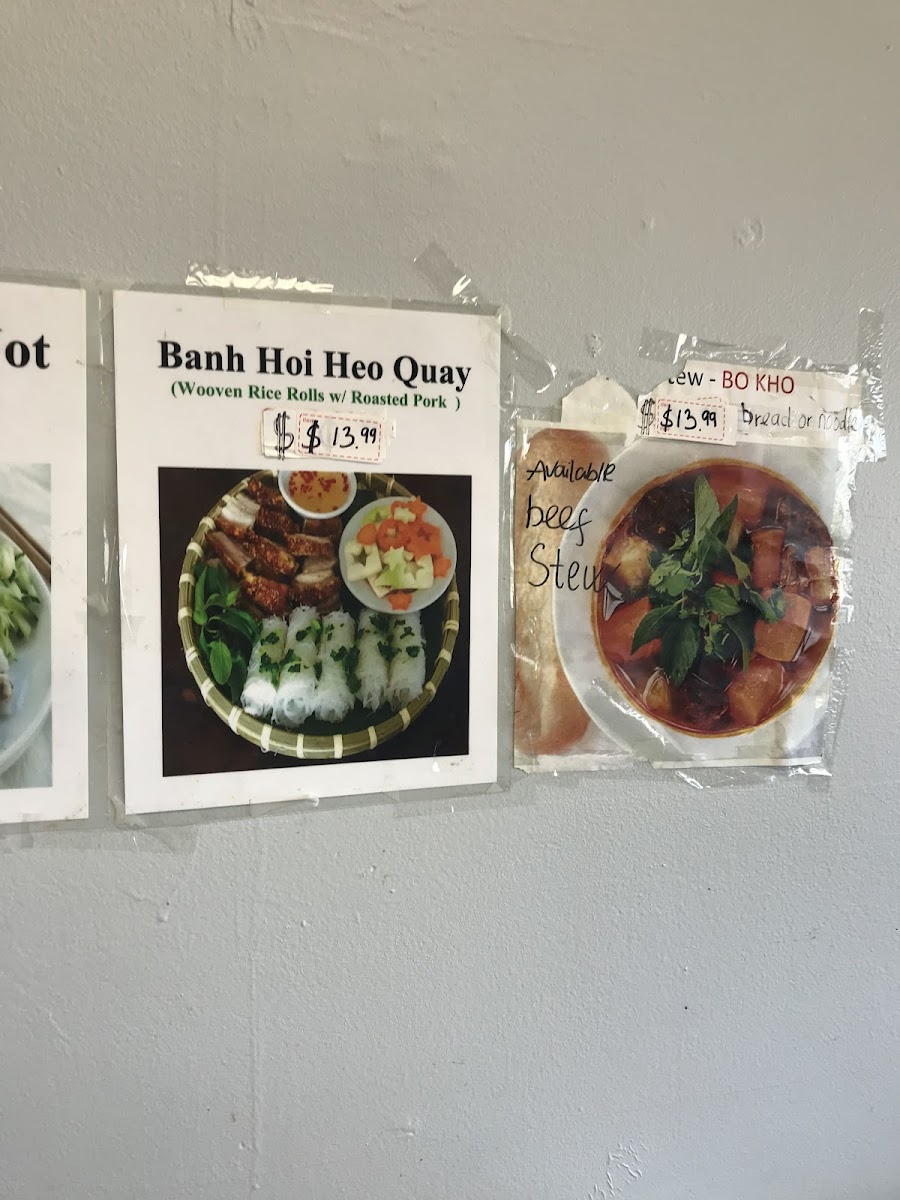 ot
Banh Hoi Heo Quay
(Wooven Rice Rolls w/ Roasted Pork )
$ $ 13.99
tew - BO KHO
$ $13.99 bread or noodle
Available
beef
Stew